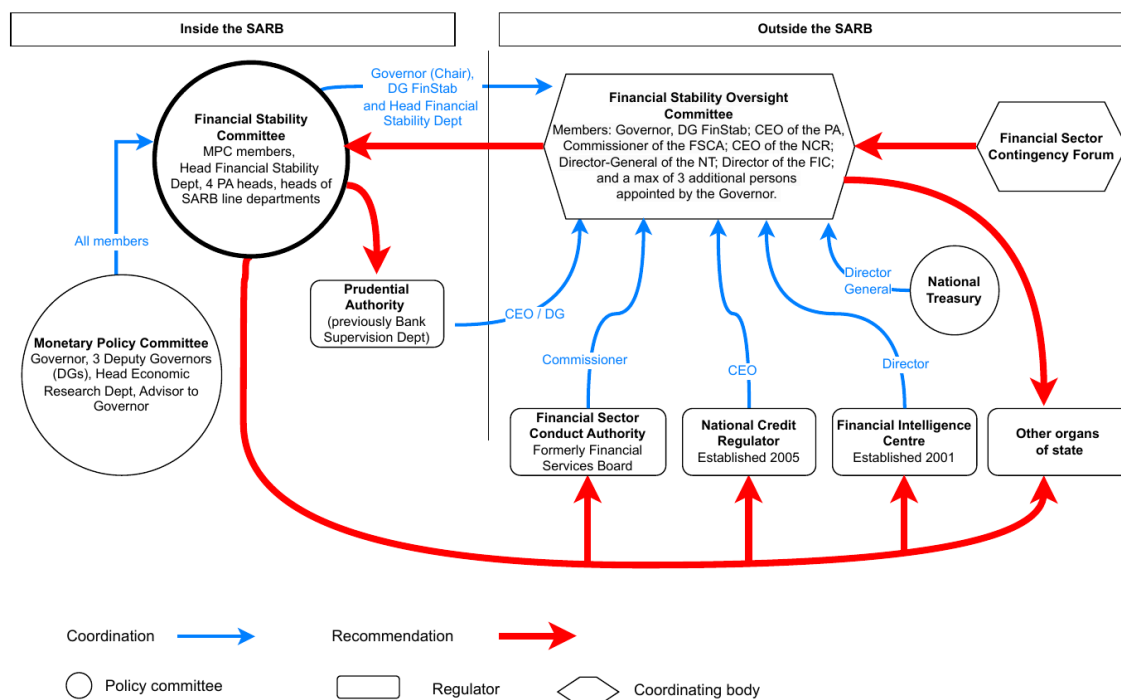 Inside the SARB
Outside the SARB
Governor (Chair),
DG FinStab
and Head Financial
Stability Dept
Financial Stability
Committee
MPC members,
Head Financial Stability
Dept, 4 PA heads, heads of
SARB line departments
Financial Stability Oversight
Committee
Members: Governor, DG FinStab; CEO of the PA,
Commissioner of the FSCA; CEO of the NCR;
Director-General of the NT; Director of the FIC;
and a max of 3 additional persons
appointed by the Governor.
Financial Sector
Contingency Forum
All members
Prudential
Authority
(previously Bank
Supervision Dept)
CEO / DG
Director
General
National
Treasury
Monetary Policy Committee
Governor, 3 Deputy Governors
(DGs), Head Economic
Research Dept, Advisor to
Governor
Commissioner
CEO
Director
Financial Sector
Conduct Authority
Formerly Financial
Services Board
National Credit
Regulator
Established 2005
Financial Intelligence
Centre
Established 2001
Other organs
of state
Coordination
Recommendation
Policy committee
Regulator
Coordinating body